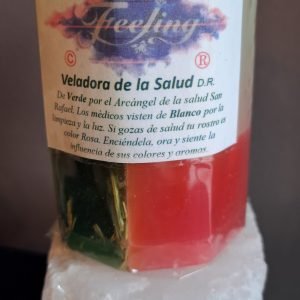 Feeling
© ®
Veladora de la Salud D.R.
De Verde por el Arcángel de la salud San
Rafael. Los médicos visten de Blanco por la
limpieza y la luz. Si gozas de salud tu rostro es
color Rosa. Enciéndela, ora y siente la
influencia de sus colores y aromas.